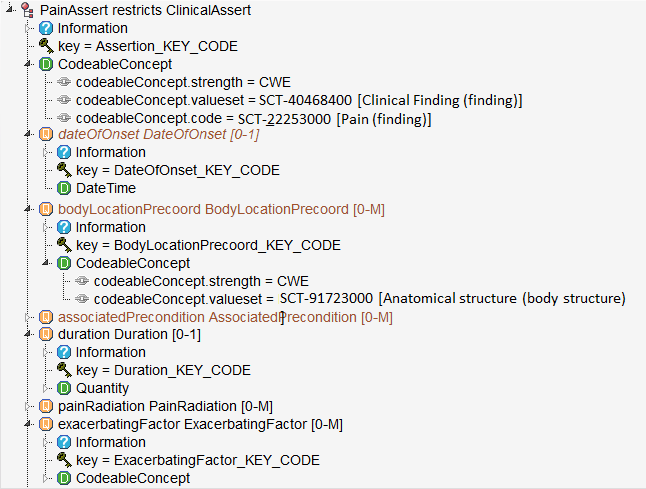 PainAssert restricts ClinicalAssert
Information
key = Assertion_KEY_CODE
CodeableConcept
codeableConcept.strength = CWE
codeableConcept.valueset = SCT-40468400 [Clinical Finding (finding)]
codeableConcept.code = SCT-22253000 [Pain (finding)]
dateOfOnset DateOfOnset [0-1]
Information
key = DateOfOnset_KEY_CODE
DateTime
bodyLocationPrecoord BodyLocationPrecoord [0-M]
Information
key = BodyLocationPrecoord_KEY_CODE
CodeableConcept
codeableConcept.strength = CWE
codeableConcept.valueset = SCT-91723000 [Anatomical structure (body structure)
associatedPrecondition AssociatedPrecondition [0-M]
duration Duration [0-1]
Information
key = Duration_KEY_CODE
Quantity
painRadiation PainRadiation [0-M]
exacerbatingFactor ExacerbatingFactor [0-M]
Information
key = ExacerbatingFactor_KEY_CODE
CodeableConcept